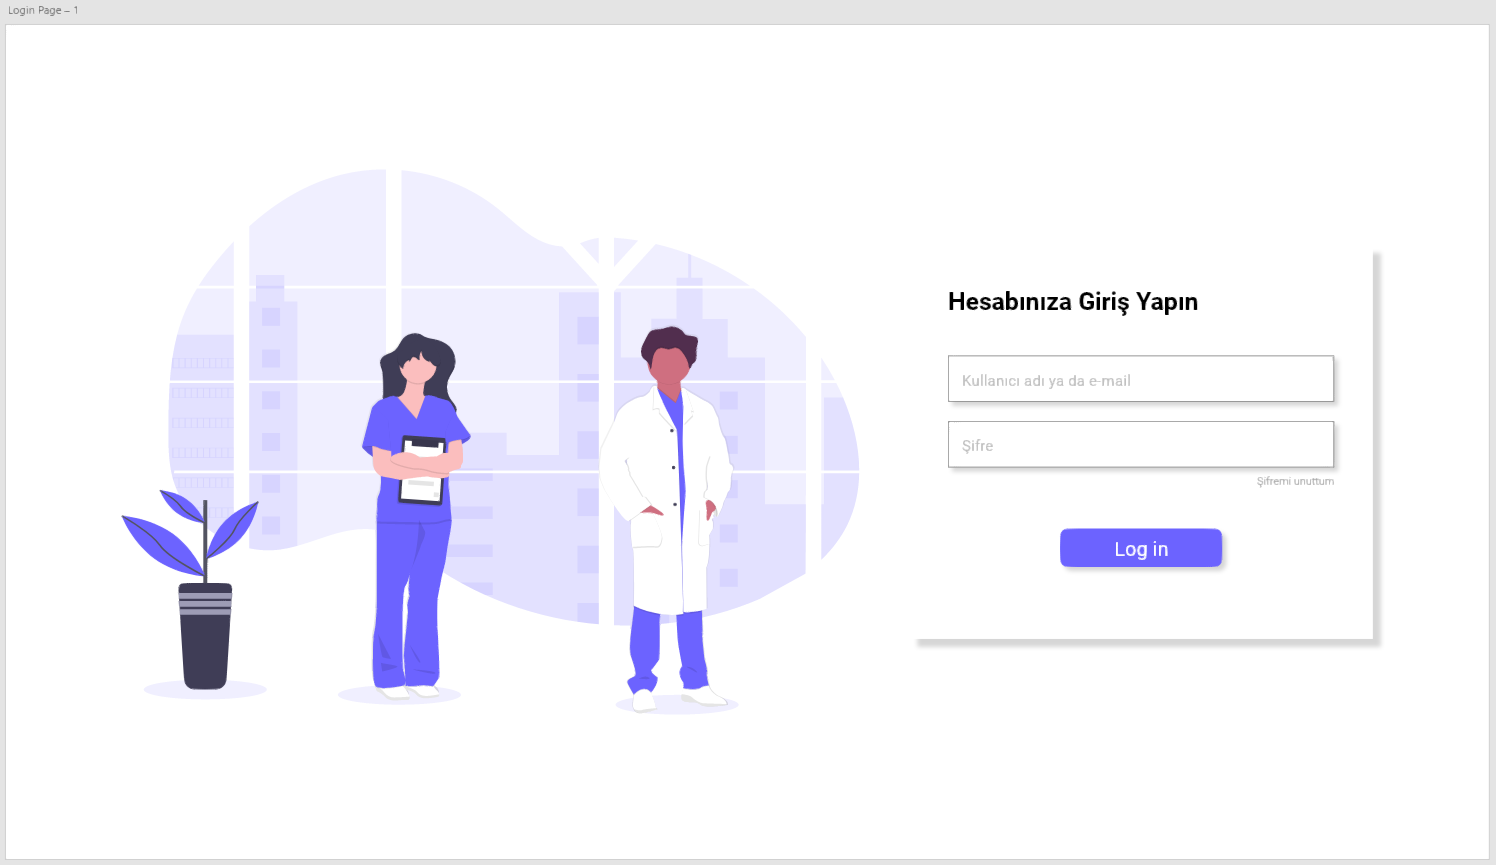 Login Page – 1
Hesabınıza Giriş Yapın
Kullanıcı adı ya da e-mail
Şifre
Şifremi unuttum
Log in